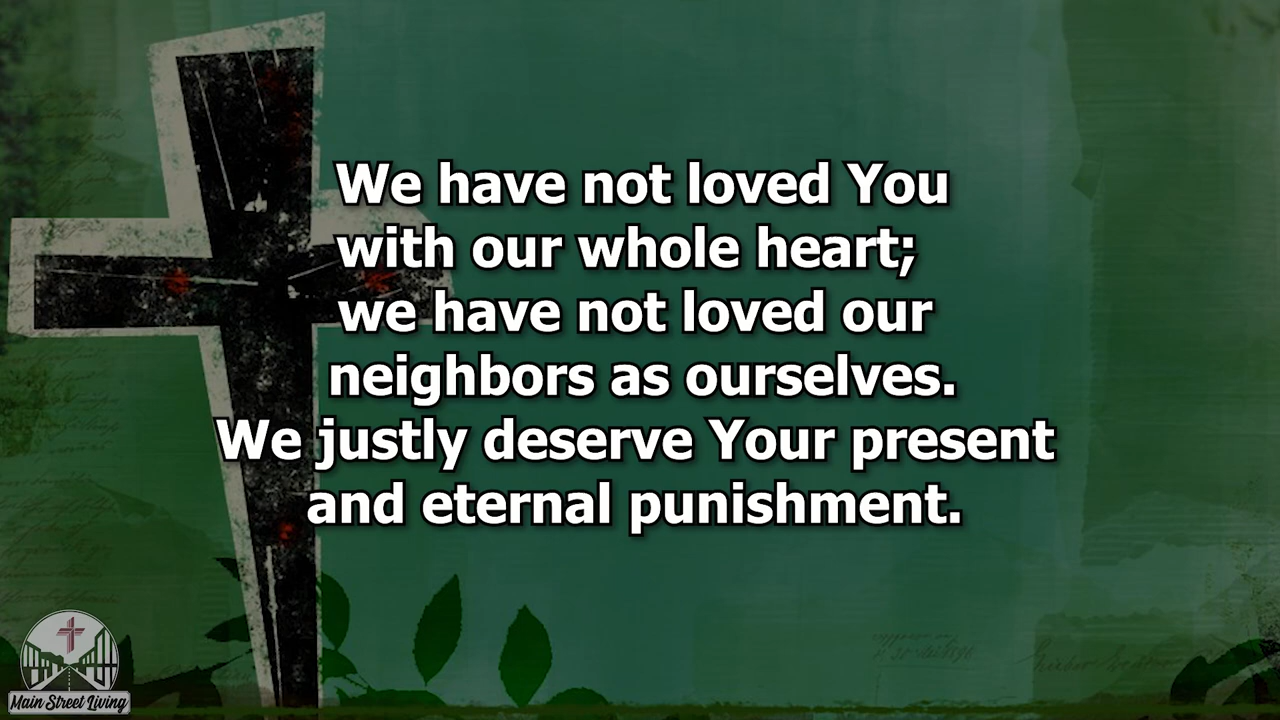 We have not loved You
with our whole heart;
we have not loved our
neighbors as ourselves.
We justly deserve Your present
and eternal punishment.
Main Street Living